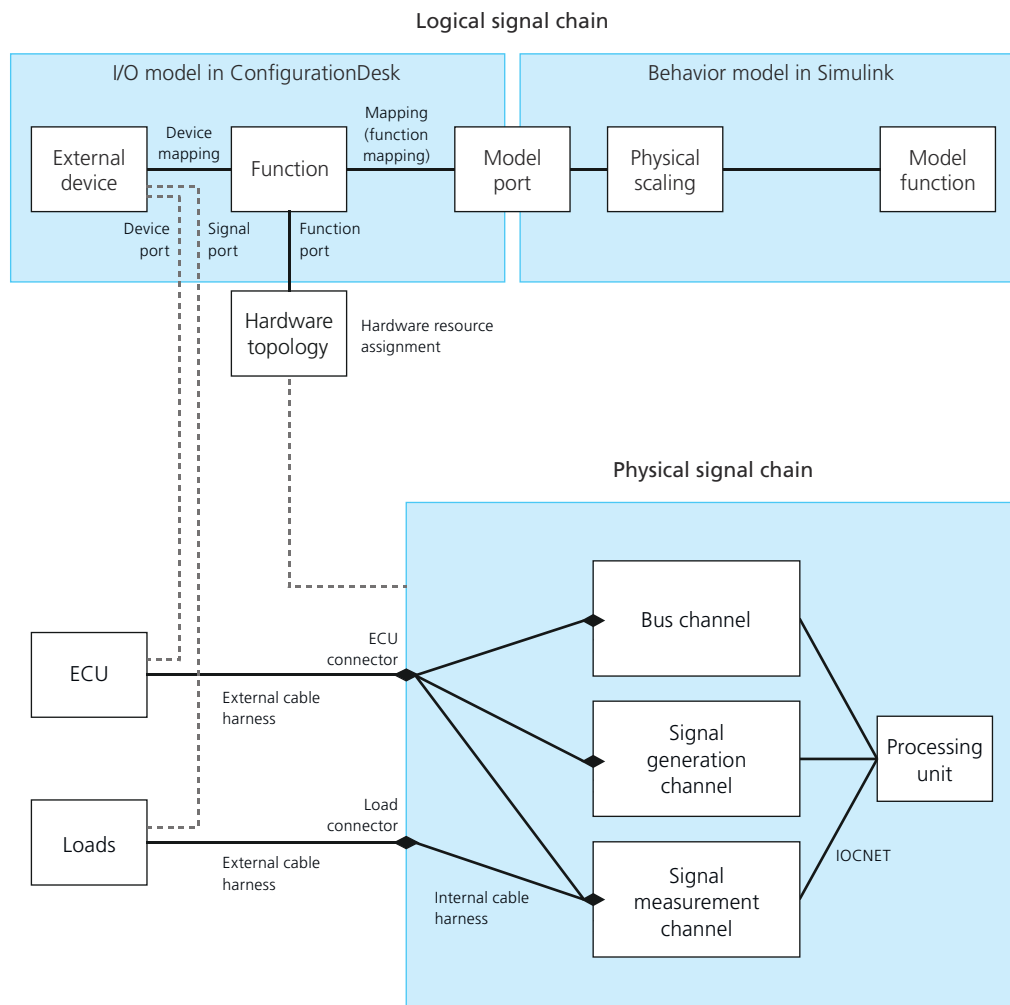 Logical signal chain
I/O model in ConfigurationDesk
Behavior model in Simulink
External
device
Device
mapping
Function
Mapping
(function
mapping)
Model
port
Physical
scaling
Model
function
Device
port
Signal
port
Function
port
Hardware
topology
Hardware resource
assignment
Physical signal chain
ECU
External cable
harness
ECU
connector
Bus channel
Signal
generation
channel
Processing
unit
Loads
External cable
harness
Load
connector
Internal cable
harness
Signal
measurement
channel
IOCNET